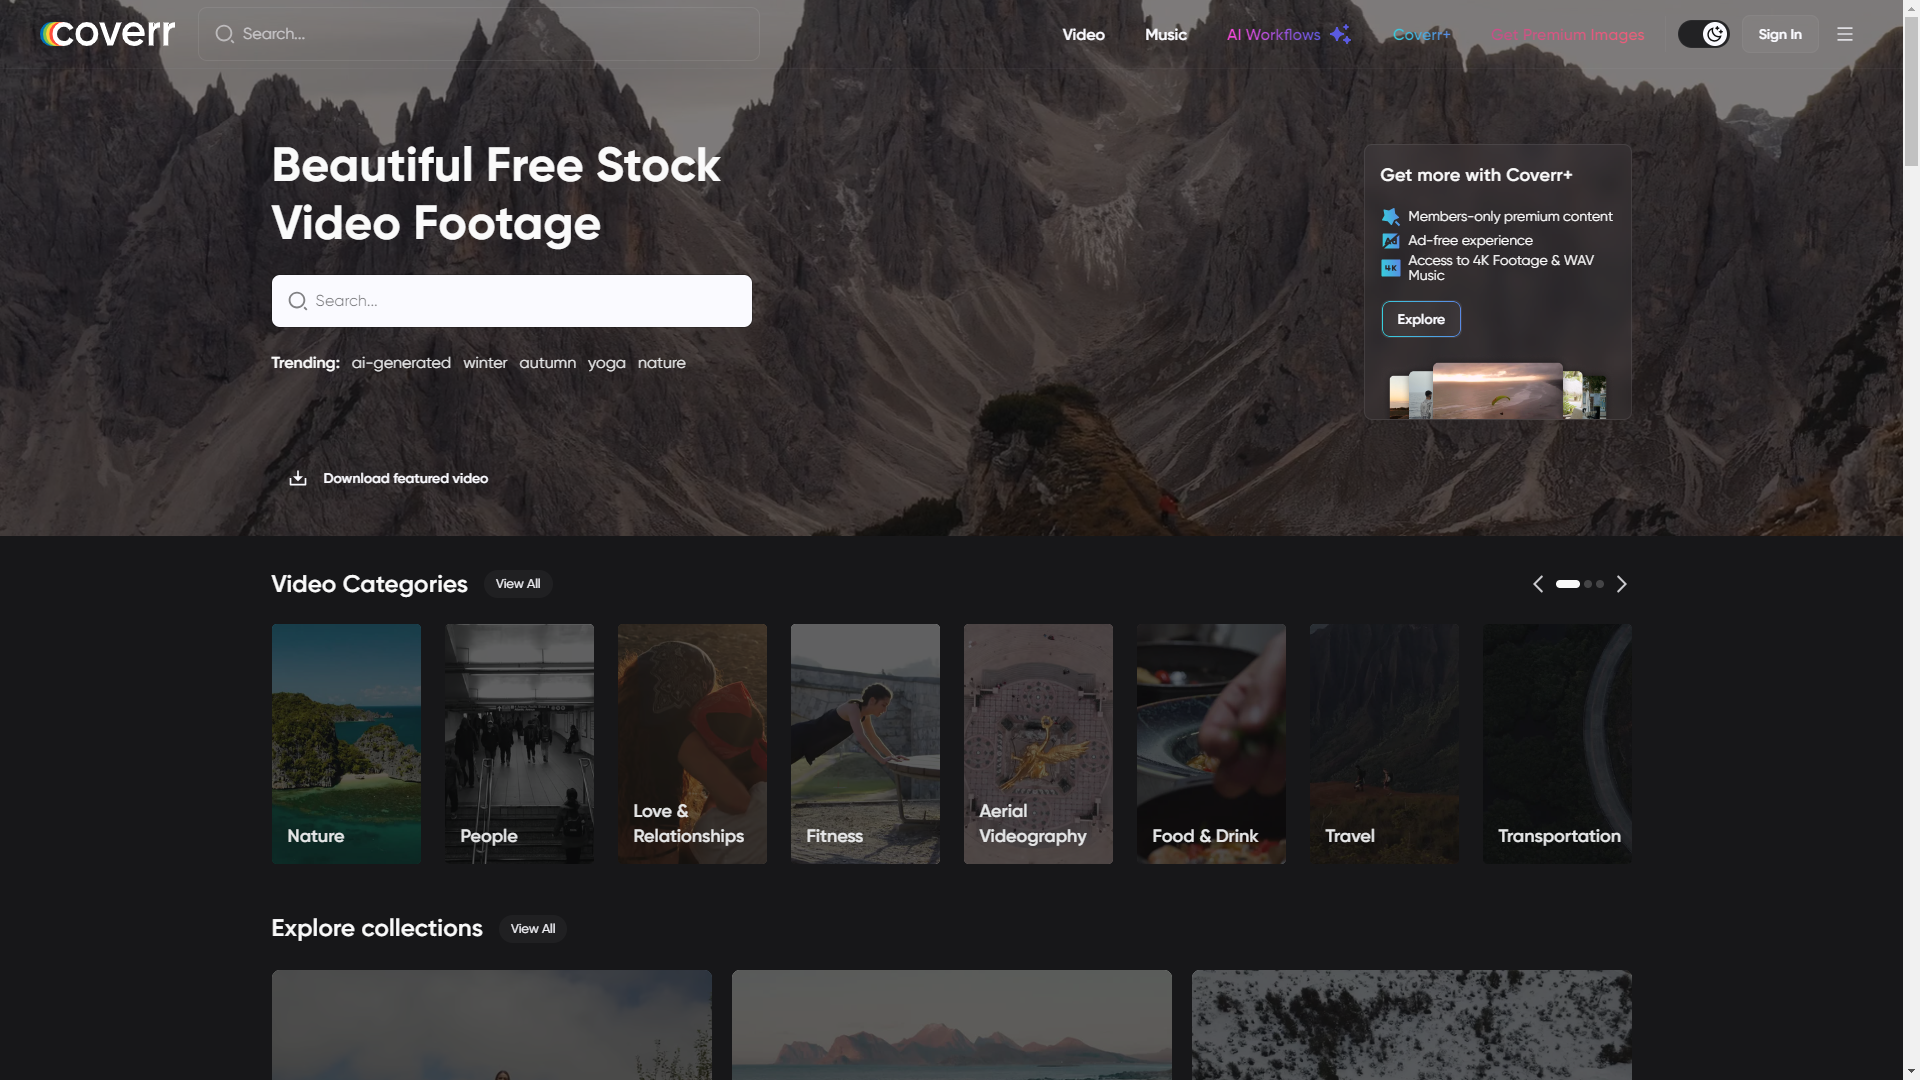 coverr
Search...
Video
Music
AI Workflows
Coverr+
Get Premium Images
Sign In
Beautiful Free Stock
Video Footage
Search...
Trending: ai-generated winter autumn yoga nature
Download featured video
Get more with Coverr+
Members-only premium content
Ad
Ad-free experience
4K
Access to 4K Footage & WAV
Music
Explore
Video Categories
View All
Nature
People
Love &
Relationships
Fitness
Aerial
Videography
Food & Drink
Travel
Transportation
Explore collections
View All